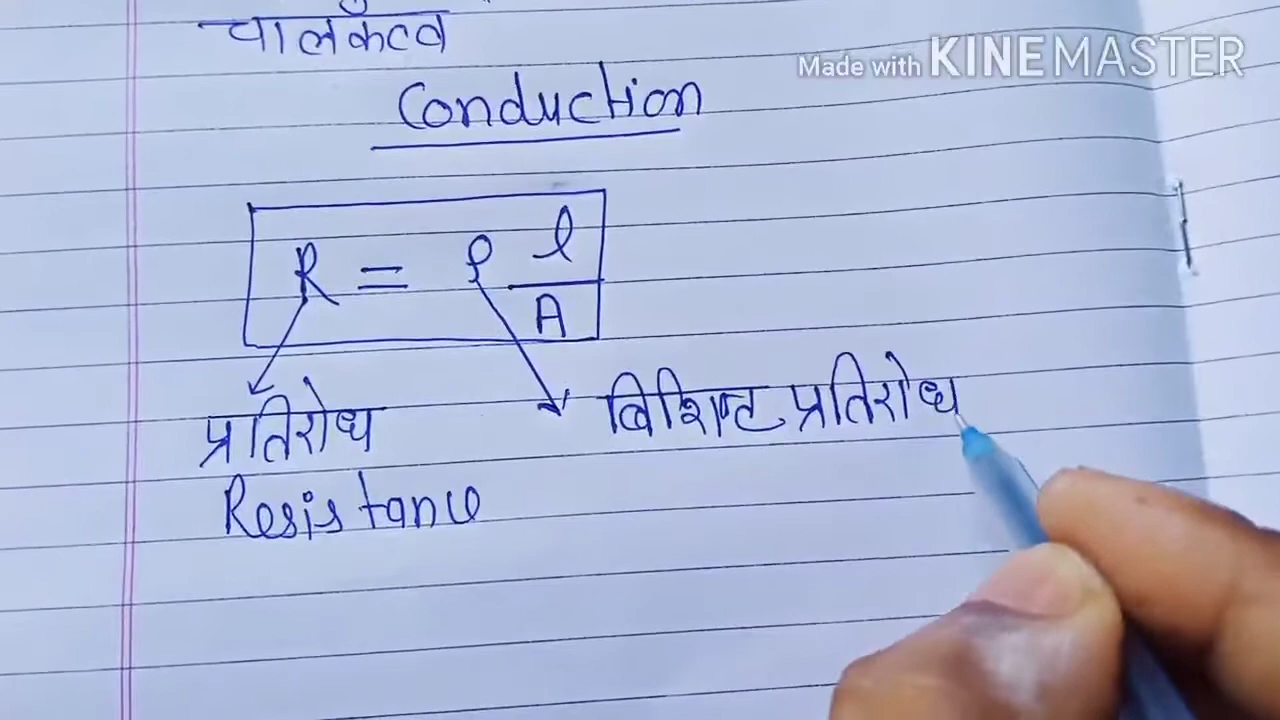 चालकत्व
Made with KINEMASTER
Conduction
R = ρ l
A
प्रतिरोध
बिशिष्ट प्रतिरोध
Resistance